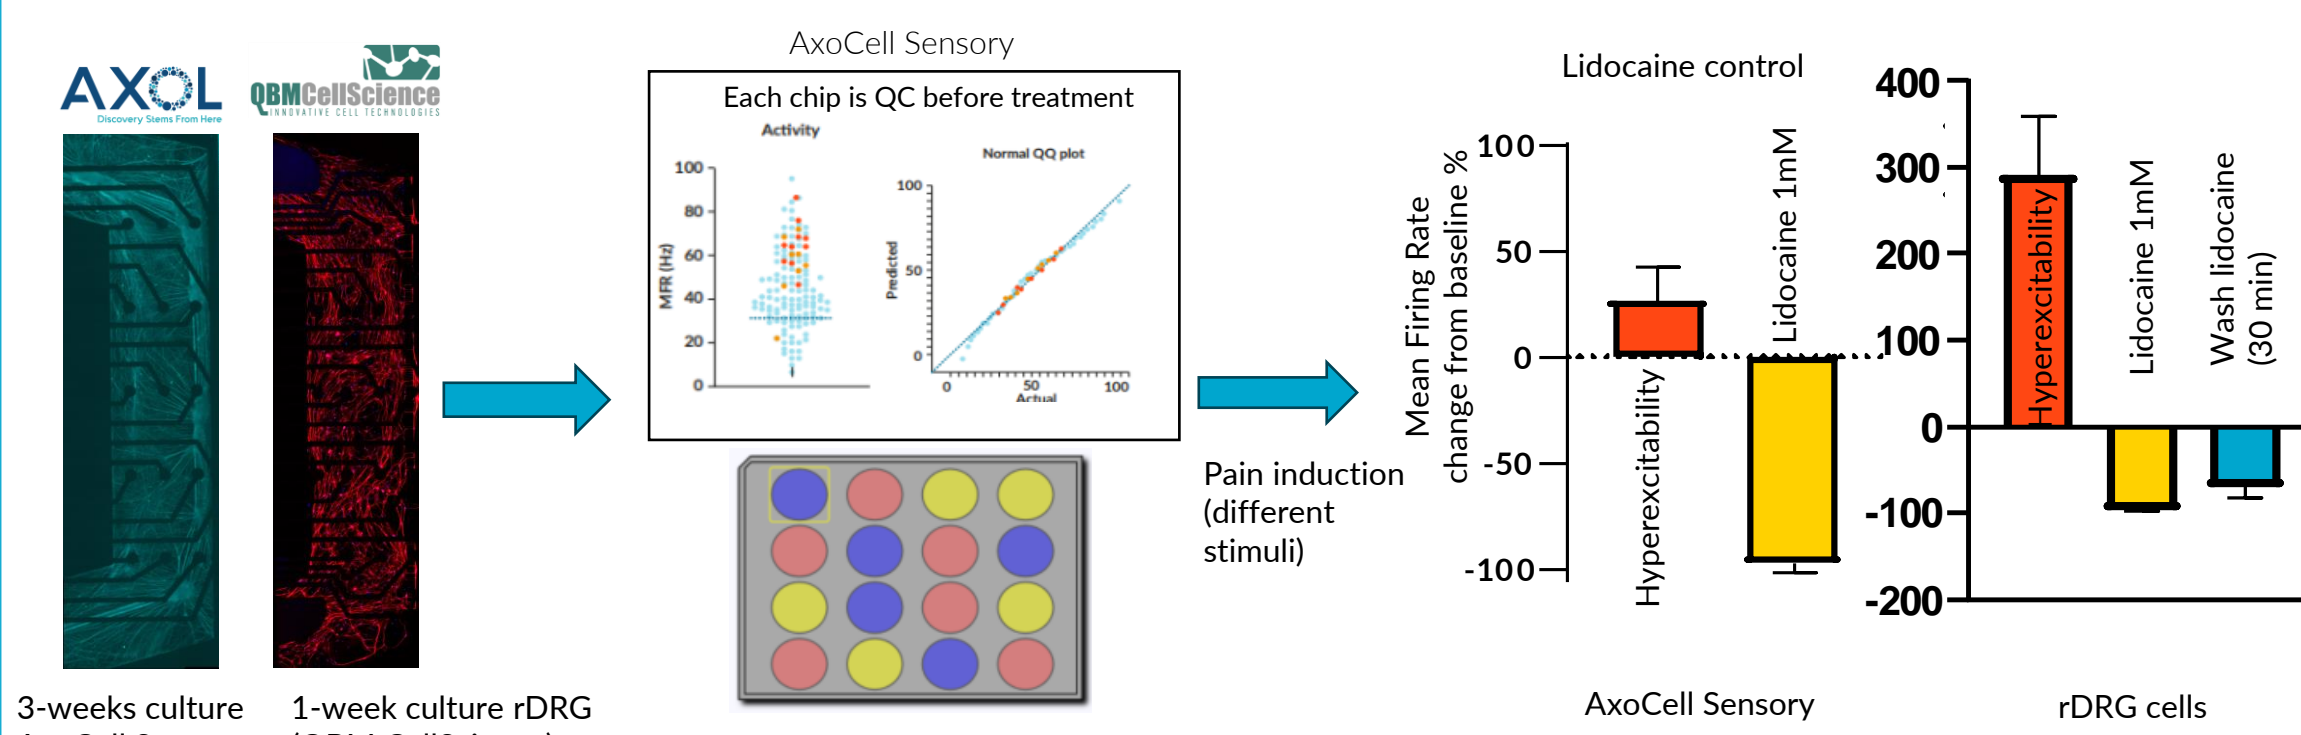 AXOL
Discovery Stems From Here
QBMCellScience
INNOVATIVE CELL TECHNOLOGIES
3-weeks culture
1-week culture rDRG
AxoCell Sensory
Each chip is QC before treatment
Activity
MFR (Hz)
100
80
60
40
20
0
Normal QQ plot
Predicted
100
50
0
0 50 100
Actual
Pain induction
(different
stimuli)
Lidocaine control
Mean Firing Rate
change from baseline %
100
50
0
-50
-100
Hyperexcitability
Lidocaine 1mM
AxoCell Sensory
400
300
200
100
0
-100
-200
Hyperexcitability
Lidocaine 1mM
Wash lidocaine
(30 min)
rDRG cells